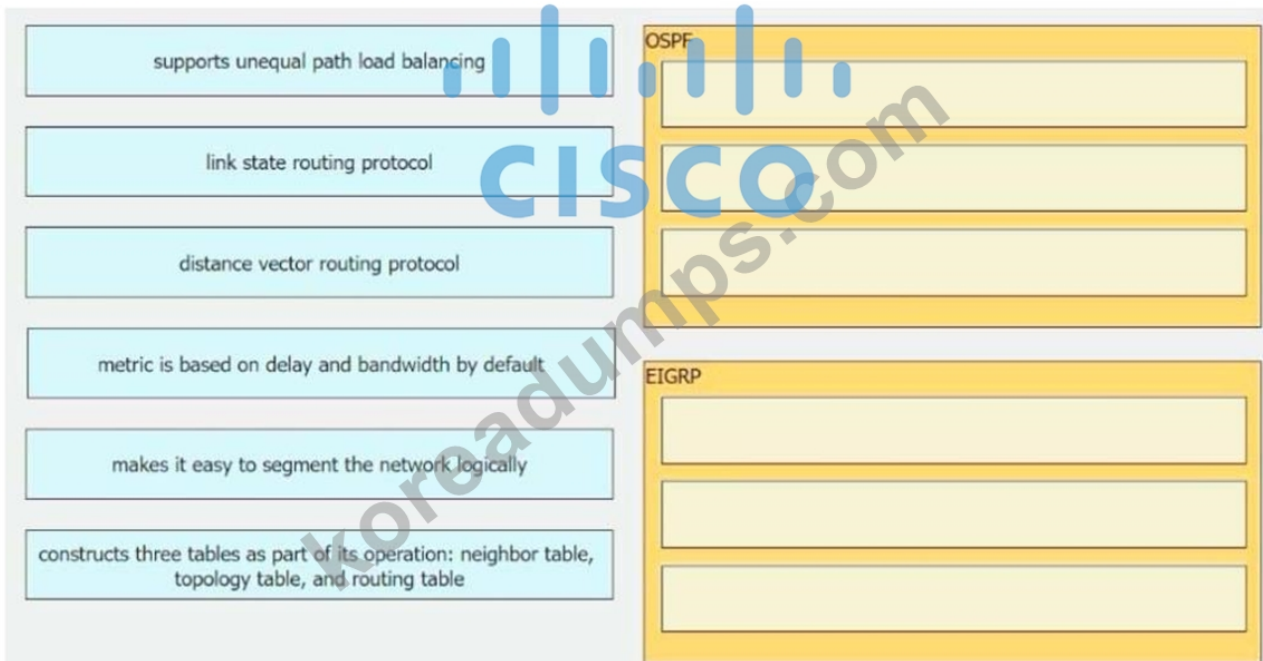 supports unequal path load balancing
link state routing protocol
distance vector routing protocol
metric is based on delay and bandwidth by default
makes it easy to segment the network logically
constructs three tables as part of its operation: neighbor table,
topology table, and routing table
OSPF
EIGRP
CISCO
koreadumps.com